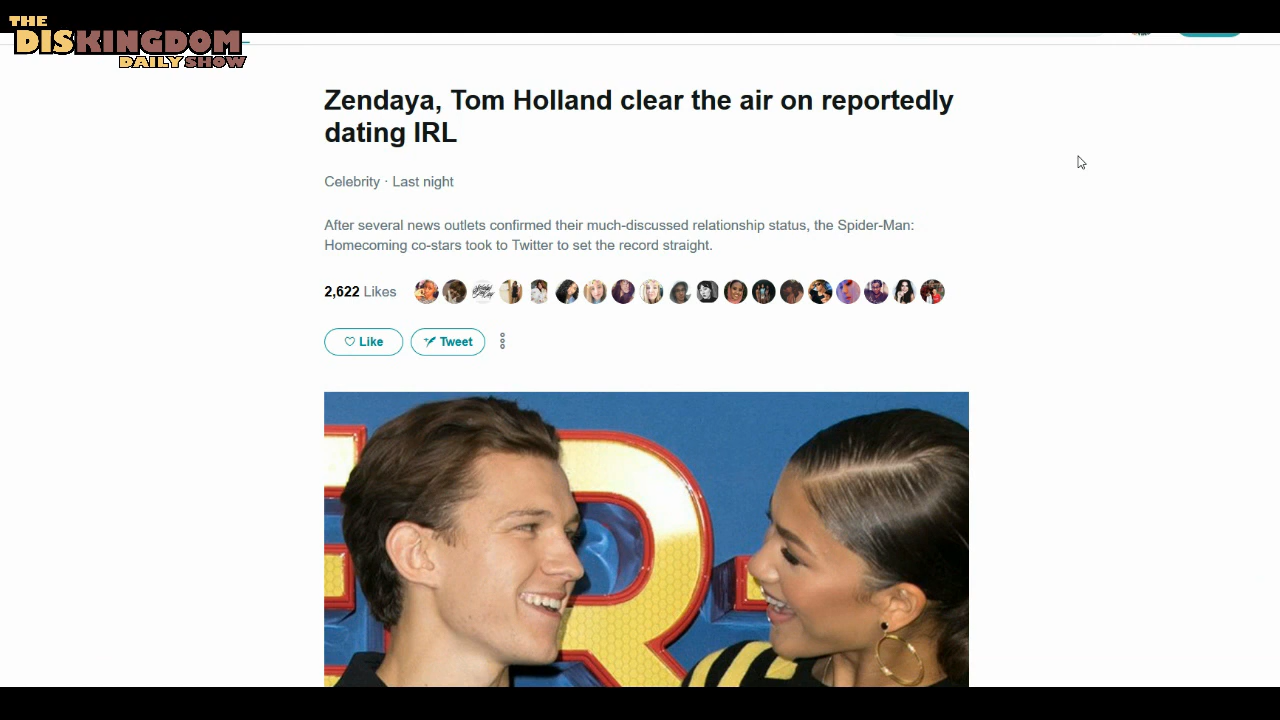 THE
DISKINGDOM
DAILY SHOW
Zendaya, Tom Holland clear the air on reportedly
dating IRL
Celebrity · Last night
After several news outlets confirmed their much-discussed relationship status, the Spider-Man:
Homecoming co-stars took to Twitter to set the record straight.
2,622 Likes
Like
Tweet
ER-